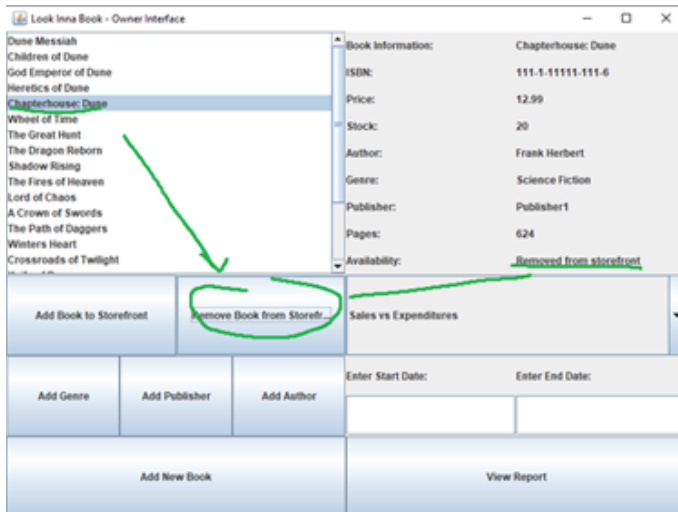 Look Inna Book - Owner Interface
Dune Messiah
Children of Dune
God Emperor of Dune
Heretics of Dune
Chapterhouse: Dune
Wheel of Time
The Great Hunt
The Dragon Reborn
Shadow Rising
The Fires of Heaven
Lord of Chaos
A Crown of Swords
The Path of Daggers
Winters Heart
Crossroads of Twilight
Book Information: Chapterhouse: Dune
ISBN: 111-1-11111-111-6
Price: 12.99
Stock: 20
Author: Frank Herbert
Genre: Science Fiction
Publisher: Publisher1
Pages: 624
Availability: Removed from storefront
Add Book to Storefront
Remove Book from Storefr...
Sales vs Expenditures
Add Genre
Add Publisher
Add Author
Enter Start Date:
Enter End Date:
Add New Book
View Report